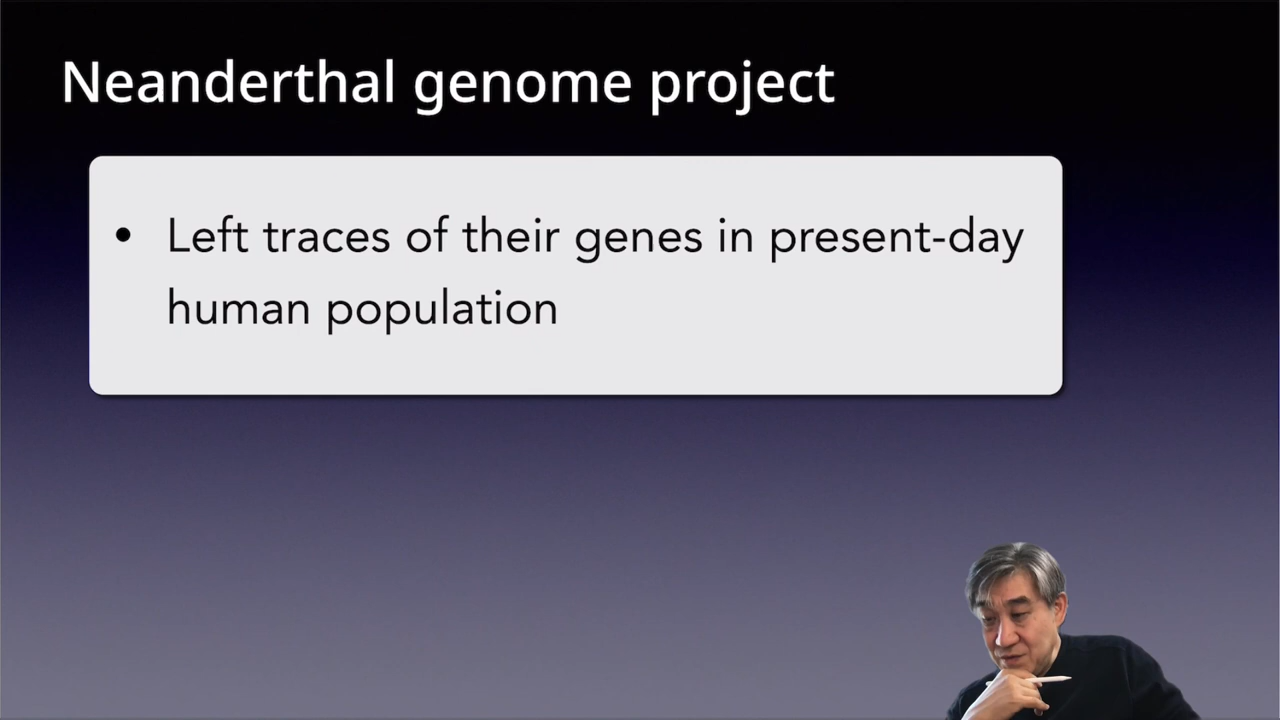 Neanderthal genome project
• Left traces of their genes in present-day
human population